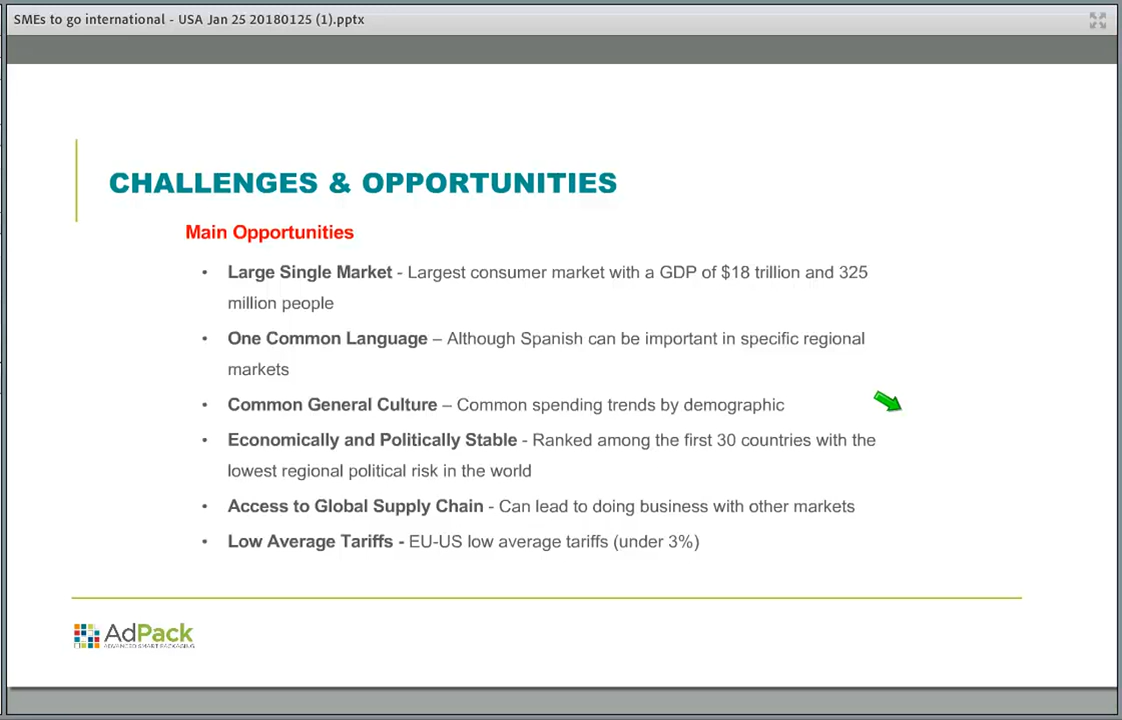 SMEs to go international - USA Jan 25 20180125 (1).pptx
CHALLENGES & OPPORTUNITIES
Main Opportunities
• Large Single Market - Largest consumer market with a GDP of $18 trillion and 325
million people
• One Common Language – Although Spanish can be important in specific regional
markets
• Common General Culture – Common spending trends by demographic
• Economically and Politically Stable - Ranked among the first 30 countries with the
lowest regional political risk in the world
• Access to Global Supply Chain - Can lead to doing business with other markets
• Low Average Tariffs - EU-US low average tariffs (under 3%)
AdPack
ADVANCED SMART PACKAGING